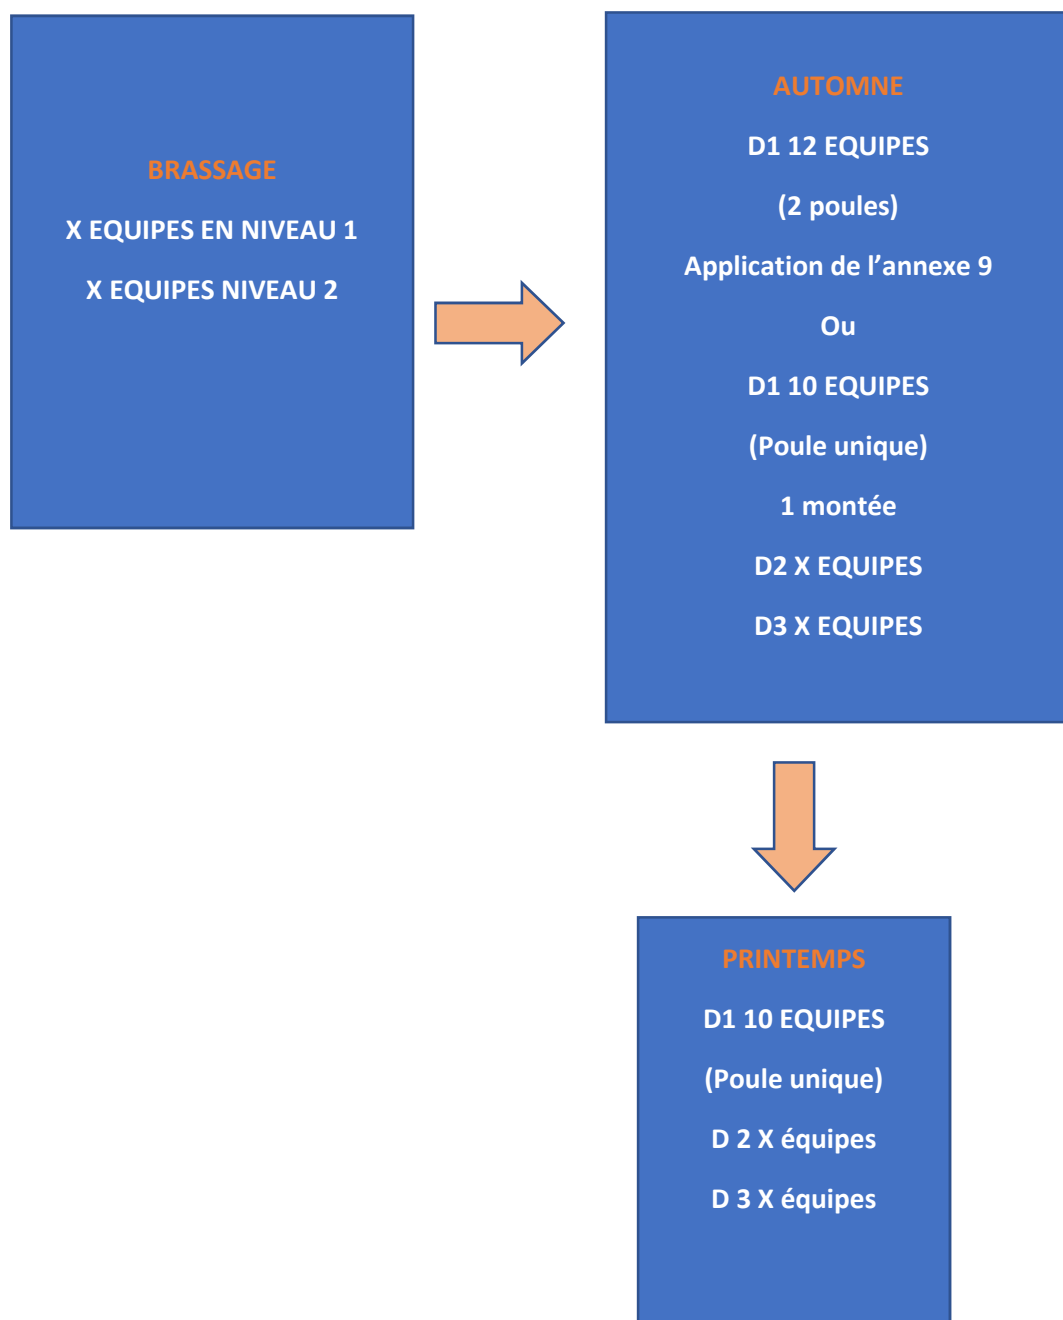 BRASSAGE
X EQUIPES EN NIVEAU 1
X EQUIPES NIVEAU 2
AUTOMNE
D1 12 EQUIPES
(2 poules)
Application de l’annexe 9
Ou
D1 10 EQUIPES
(Poule unique)
1 montée
D2 X EQUIPES
D3 X EQUIPES
PRINTEMPS
D1 10 EQUIPES
(Poule unique)
D 2 X équipes
D 3 X équipes